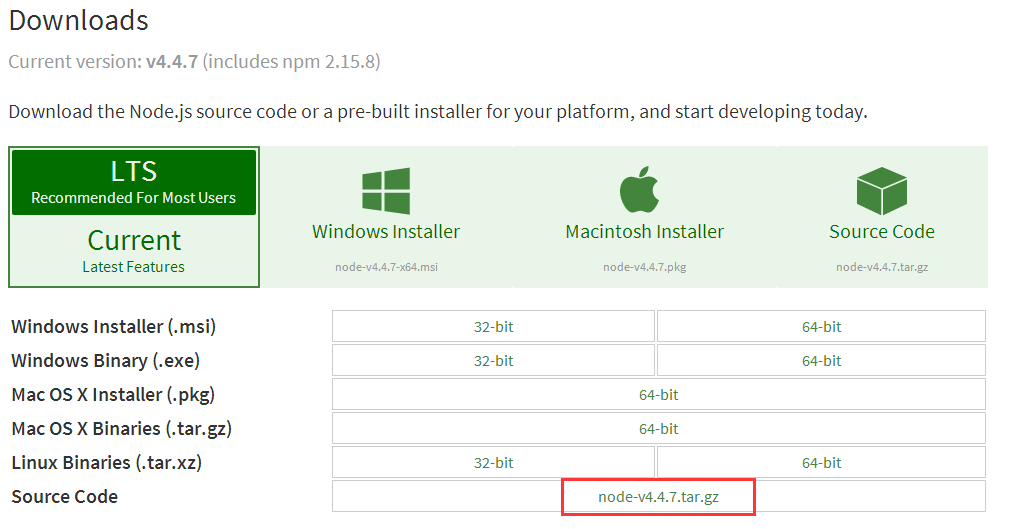 Downloads
Current version: v4.4.7 (includes npm 2.15.8)
Download the Node.js source code or a pre-built installer for your platform, and start developing today.
LTS
Recommended For Most Users
Current
Latest Features
Windows Installer
node-v4.4.7-x64.msi
Macintosh Installer
node-v4.4.7.pkg
Source Code
node-v4.4.7.tar.gz
Windows Installer (.msi) 32-bit 64-bit
Windows Binary (.exe) 32-bit 64-bit
Mac OS X Installer (.pkg) 64-bit
Mac OS X Binaries (.tar.gz) 64-bit
Linux Binaries (.tar.xz) 32-bit 64-bit
Source Code node-v4.4.7.tar.gz